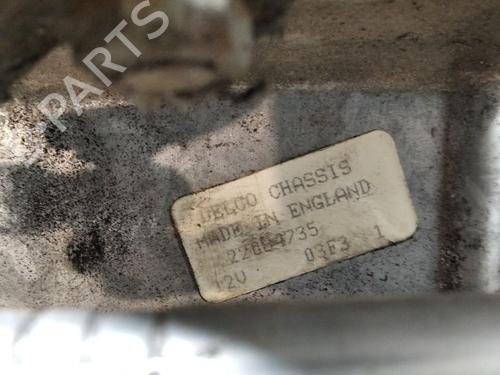 B PARTS
DELCO CHASSIS
MADE IN ENGLAND
22064735
12V 03F3 1